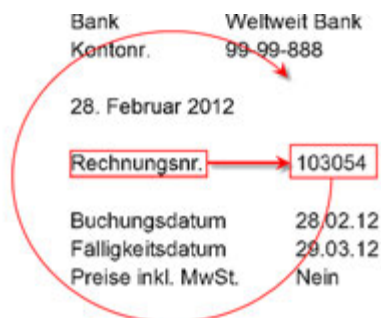 Bank Weltweit Bank
Kontonr. 99-99-888
28. Februar 2012
Rechnungsnr. 103054
Buchungsdatum 28.02.12
Fälligkeitsdatum 29.03.12
Preise inkl. MwSt. Nein